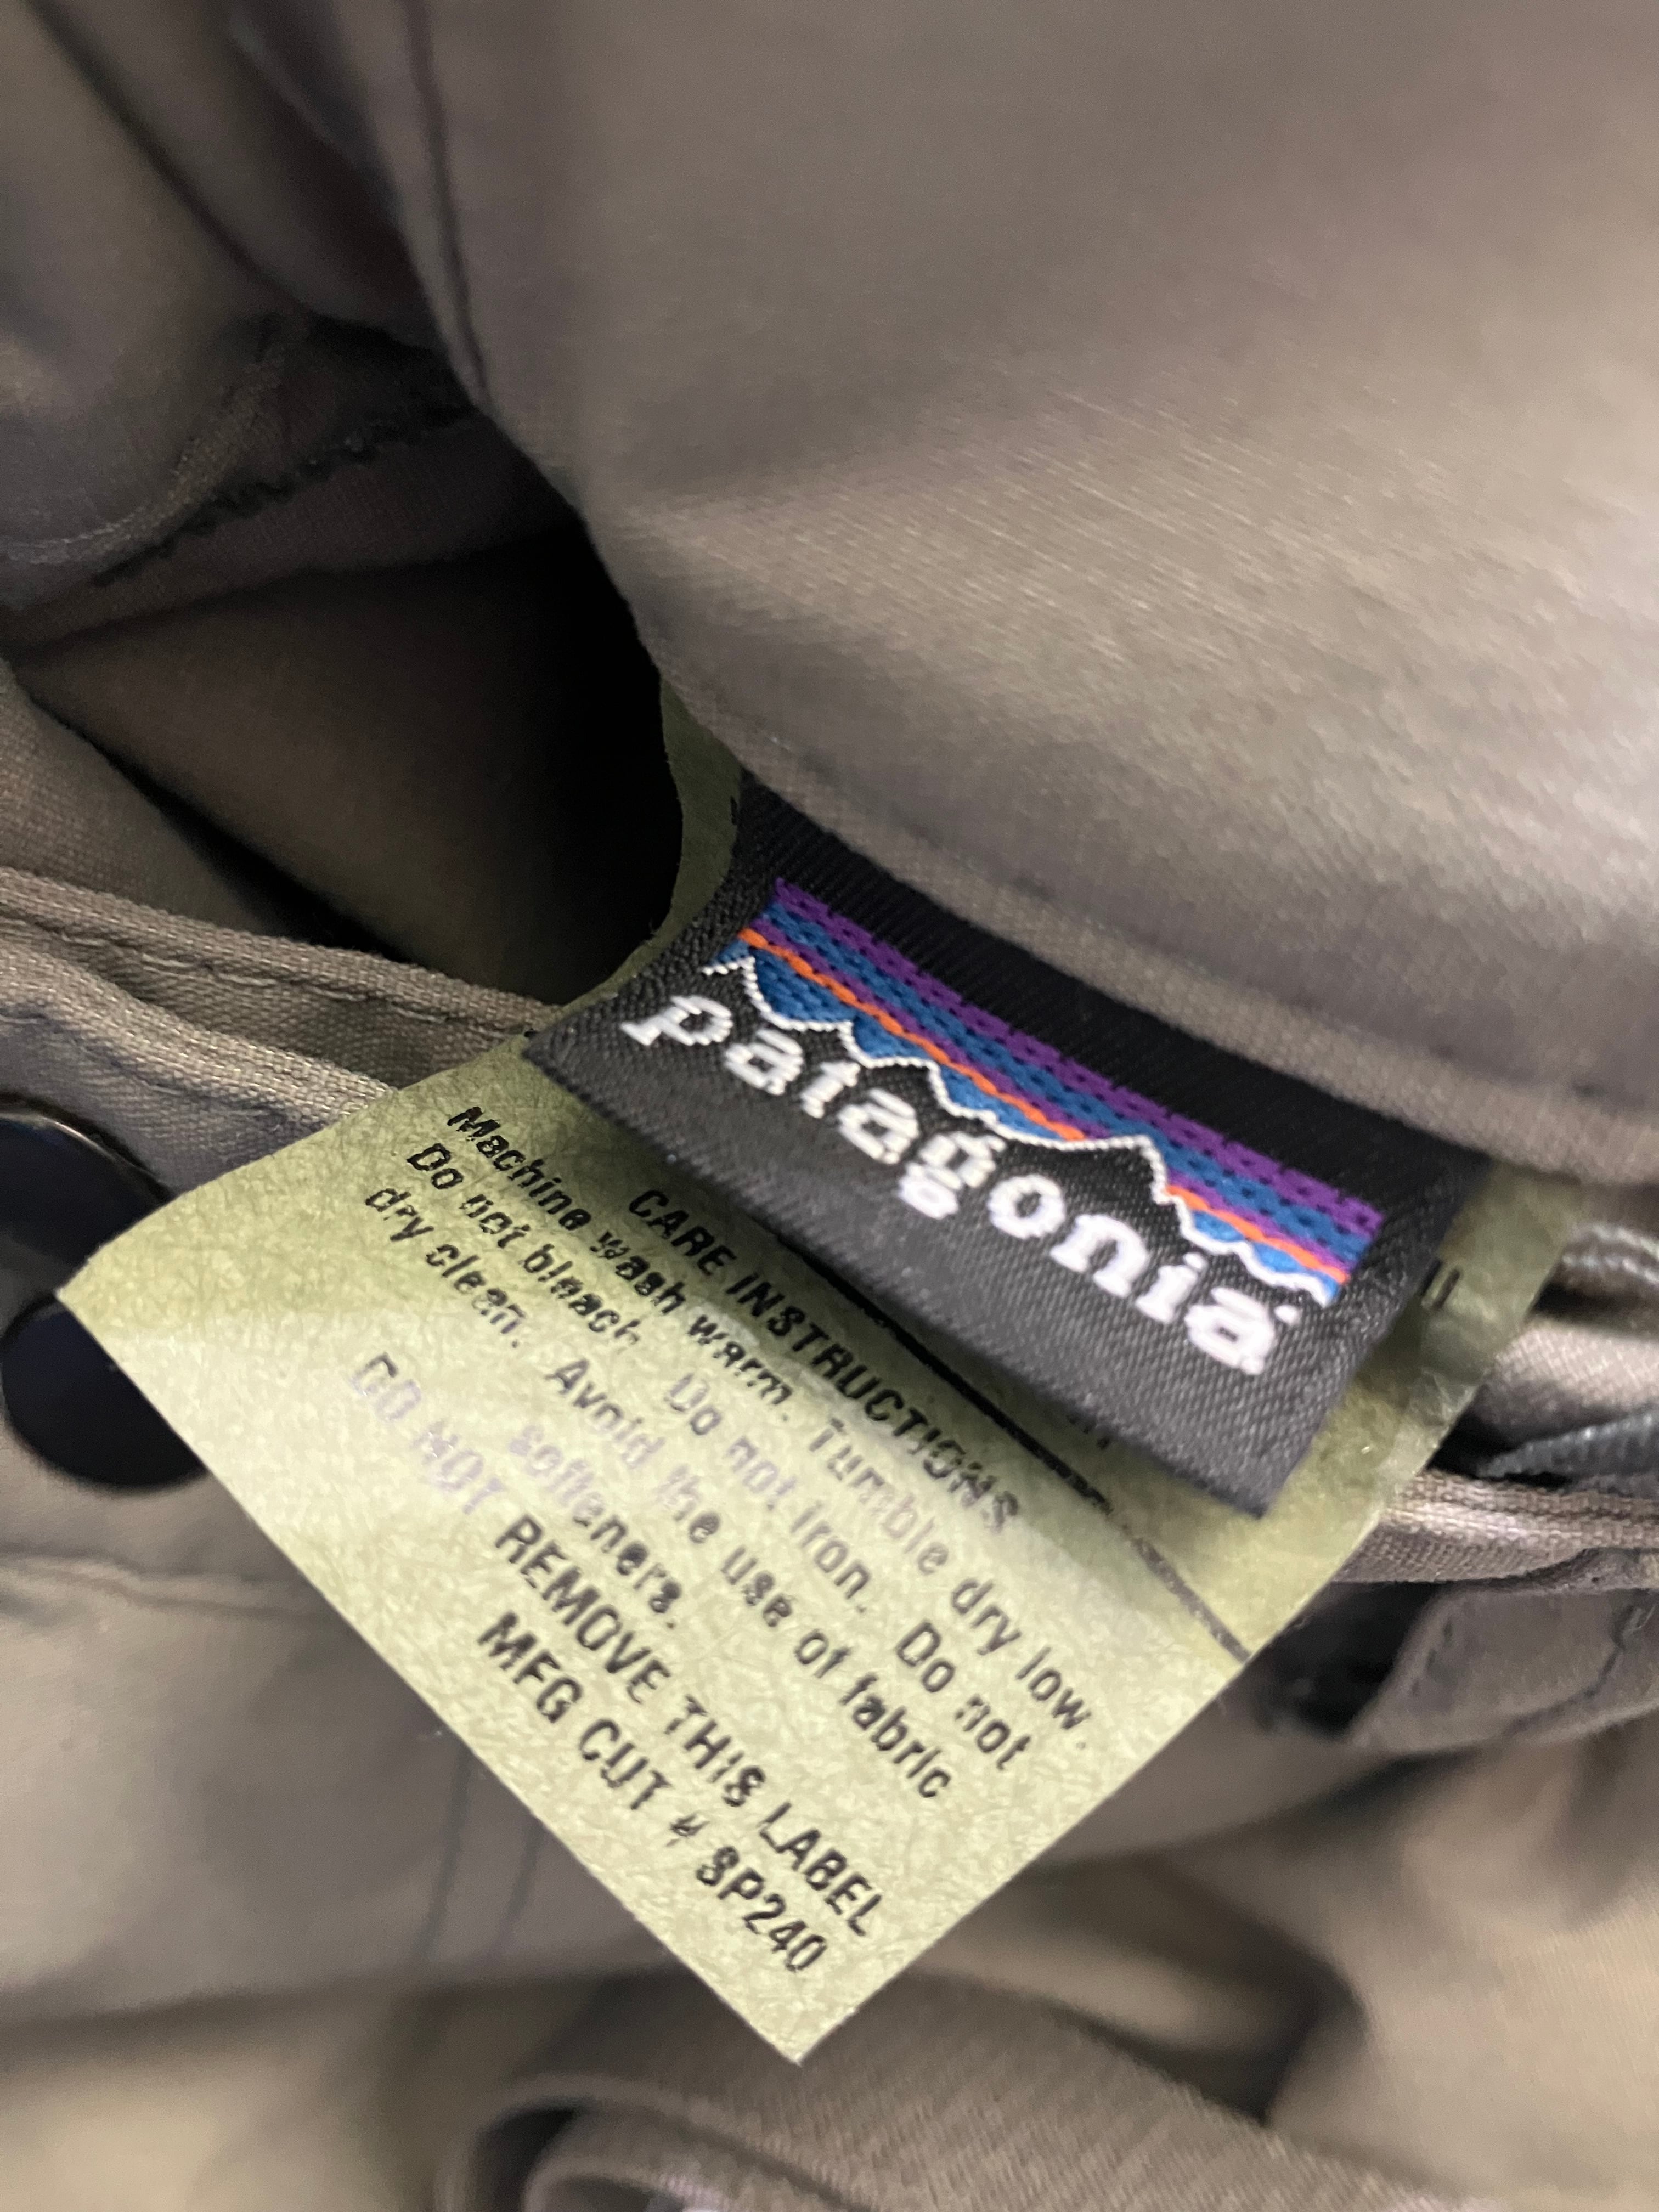 patagonia
CARE INSTRUCTIONS
Machine wash warm. Tumble dry low.
Do not bleach. Do not iron. Do not
dry clean. Avoid the use of fabric
softeners.
DO NOT REMOVE THIS LABEL
MFG CUT # SP240